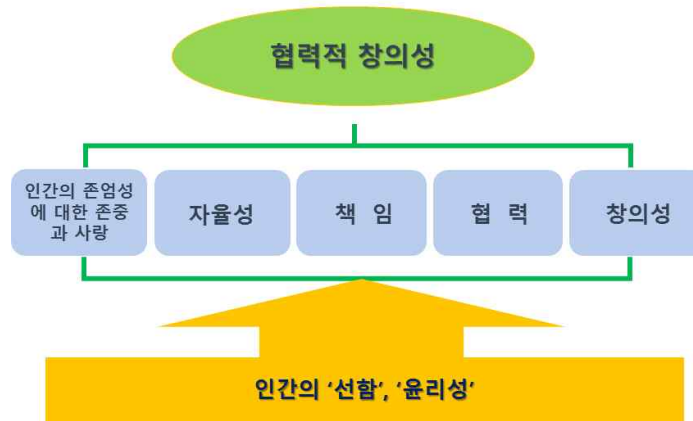 협력적 창의성
인간의 존엄성
에 대한 존중
과 사랑
자율성
책 임
협 력
창의성
인간의 ‘선함’, ‘윤리성’